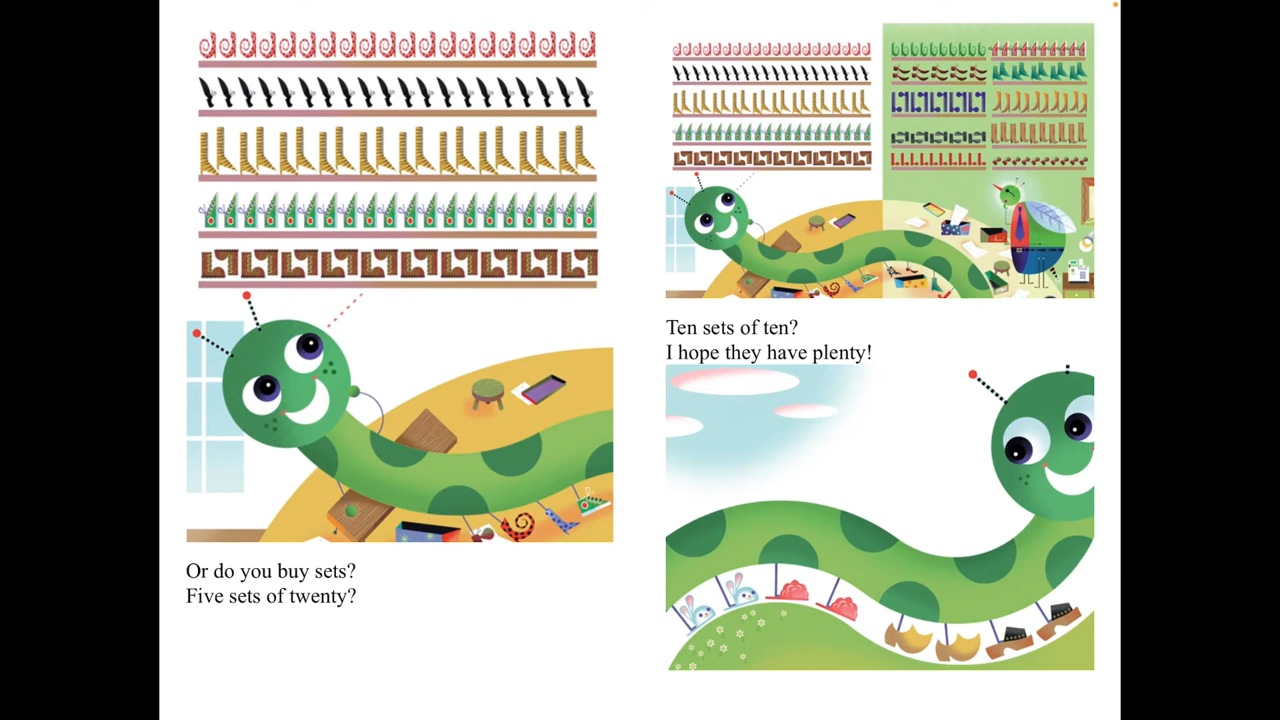 Or do you buy sets?
Five sets of twenty?
Ten sets of ten?
I hope they have plenty!